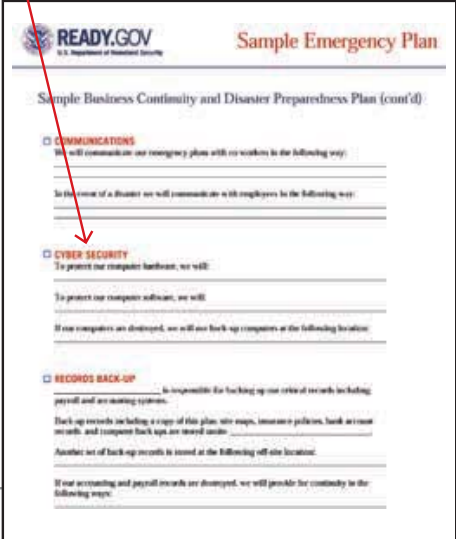 READY.GOV
U.S. Department of Homeland Security
Sample Emergency Plan
Sample Business Continuity and Disaster Preparedness Plan (cont'd)
COMMUNICATIONS
We will communicate our emergency plans with co-workers in the following way:
In the event of a disaster we will communicate with employees in the following way:
CYBER SECURITY
To protect our computer hardware, we will:
To protect our computer software, we will:
If our computers are destroyed, we will use back-up computers at the following location:
RECORDS BACK-UP
is responsible for backing up our critical records including
payroll and accounting systems.
Back-up records including a copy of this plan, site maps, insurance policies, bank account
records and computer back ups are stored onsite
Another set of back-up records is stored at the following off-site location:
If our accounting and payroll records are destroyed, we will provide for continuity in the
following ways: